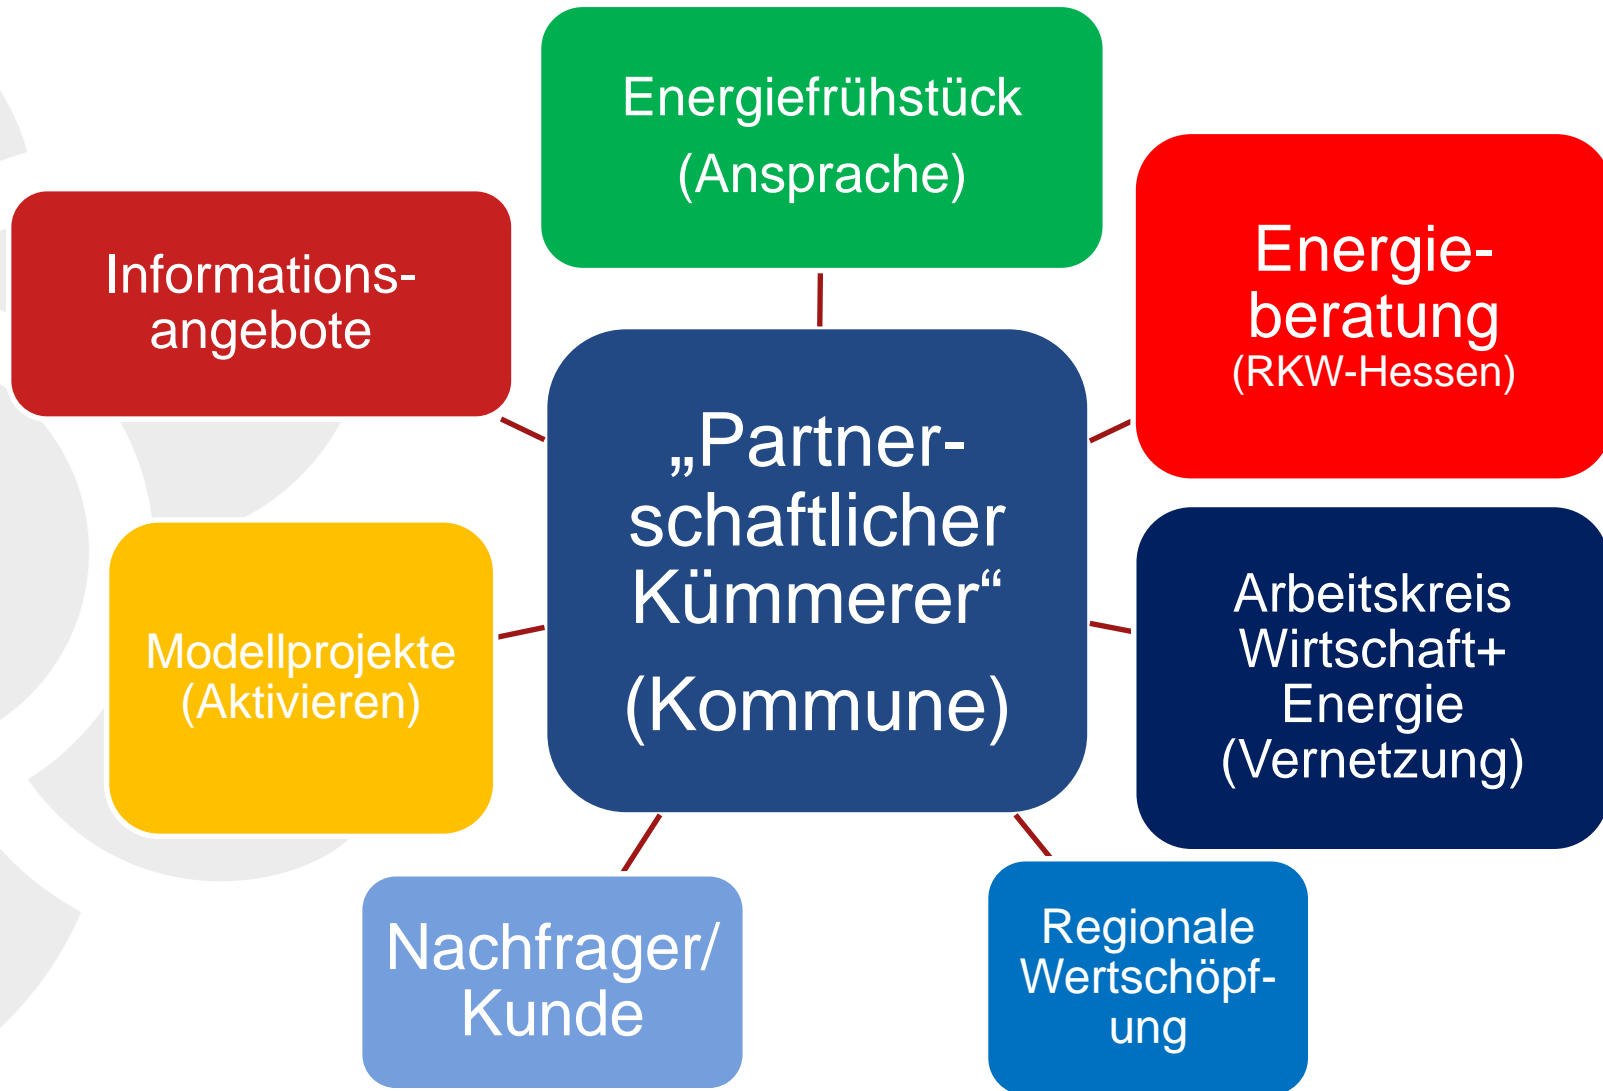 Energiefrühstück
(Ansprache)
Informations-
angebote
Energie-
beratung
(RKW-Hessen)
„Partner-
schaftlicher
Kümmerer“
(Kommune)
Modellprojekte
(Aktivieren)
Arbeitskreis
Wirtschaft+
Energie
(Vernetzung)
Nachfrager/
Kunde
Regionale
Wertschöpf-
ung